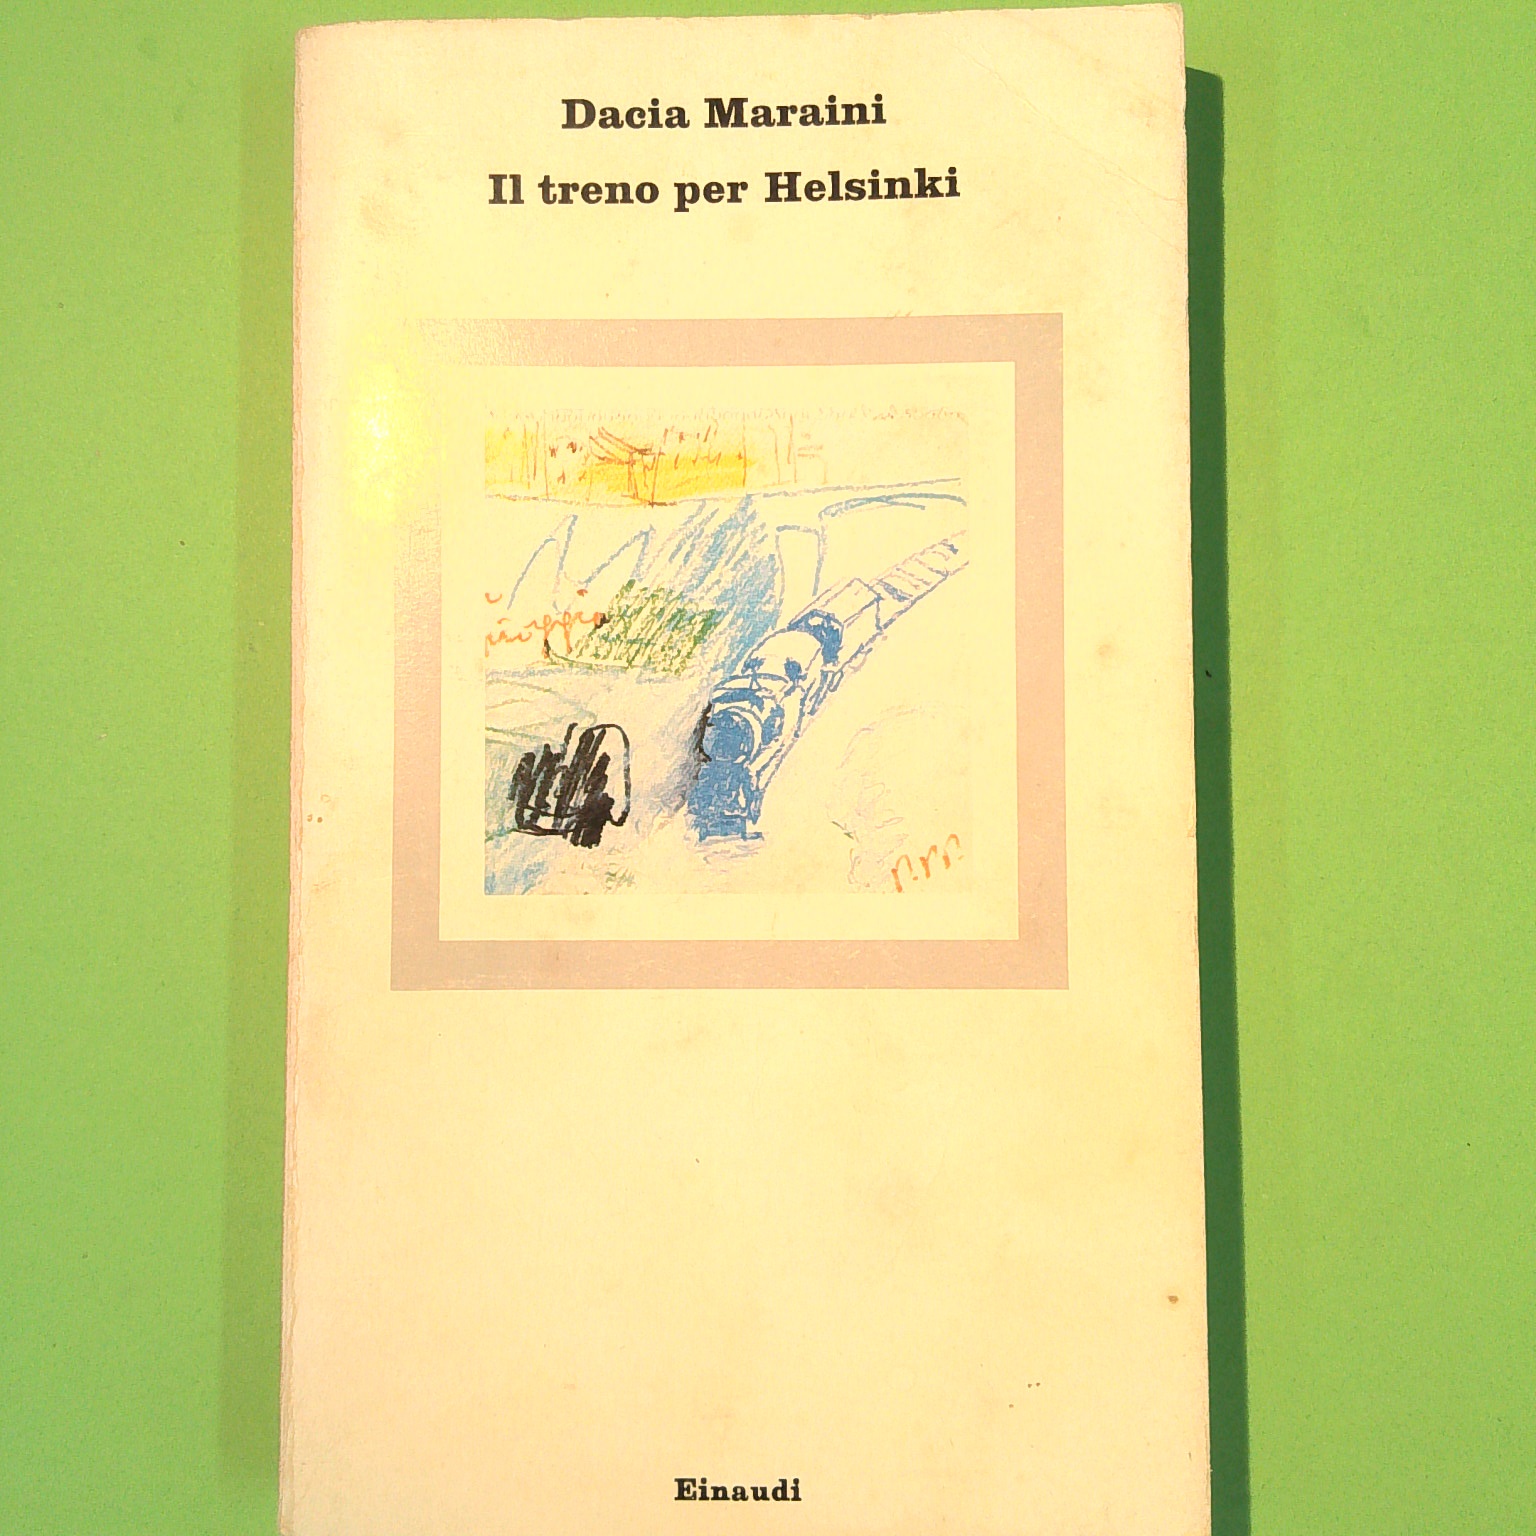 Dacia Maraini
Il treno per Helsinki
Einaudi